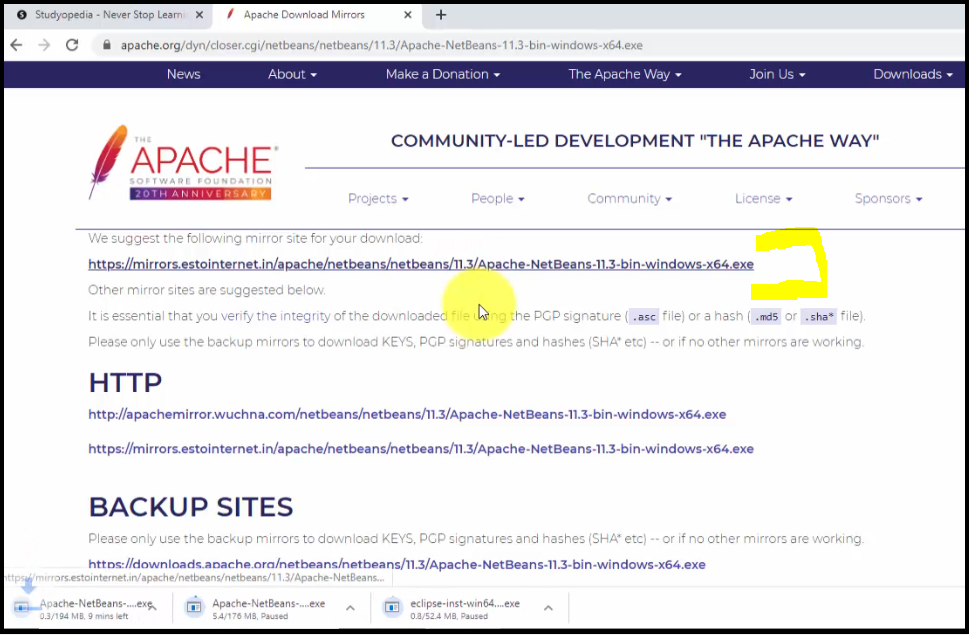 Studyopedia - Never Stop Learni
Apache Download Mirrors
apache.org/dyn/closer.cgi/netbeans/netbeans/11.3/Apache-NetBeans-11.3-bin-windows-x64.exe
News About Make a Donation The Apache Way Join Us Downloads
THE
APACHE
SOFTWARE FOUNDATION
20TH ANNIVERSARY
COMMUNITY-LED DEVELOPMENT "THE APACHE WAY"
Projects People Community License Sponsors
We suggest the following mirror site for your download:
https://mirrors.estointernet.in/apache/netbeans/netbeans/11.3/Apache-NetBeans-11.3-bin-windows-x64.exe
Other mirror sites are suggested below.
It is essential that you verify the integrity of the downloaded file using the PGP signature (.asc file) or a hash (.md5 or .sha* file).
Please only use the backup mirrors to download KEYS, PGP signatures and hashes (SHA* etc) -- or if no other mirrors are working.
HTTP
http://apachemirror.wuchna.com/netbeans/netbeans/11.3/Apache-NetBeans-11.3-bin-windows-x64.exe
https://mirrors.estointernet.in/apache/netbeans/netbeans/11.3/Apache-NetBeans-11.3-bin-windows-x64.exe
BACKUP SITES
Please only use the backup mirrors to download KEYS, PGP signatures and hashes (SHA* etc) -- or if no other mirrors are working.
https://downloads.apache.org/netbeans/netbeans/11.3/Apache-NetBeans-11.3-bin-windows-x64.exe
https://mirrors.estointernet.in/apache/netbeans/netbeans/11.3/Apache-NetBeans...
Apache-NetBeans-....exe
0.3/194 MB, 9 mins left
Apache-NetBeans-....exe
5.4/176 MB, Paused
eclipse-inst-win64....exe
0.8/52.4 MB, Paused